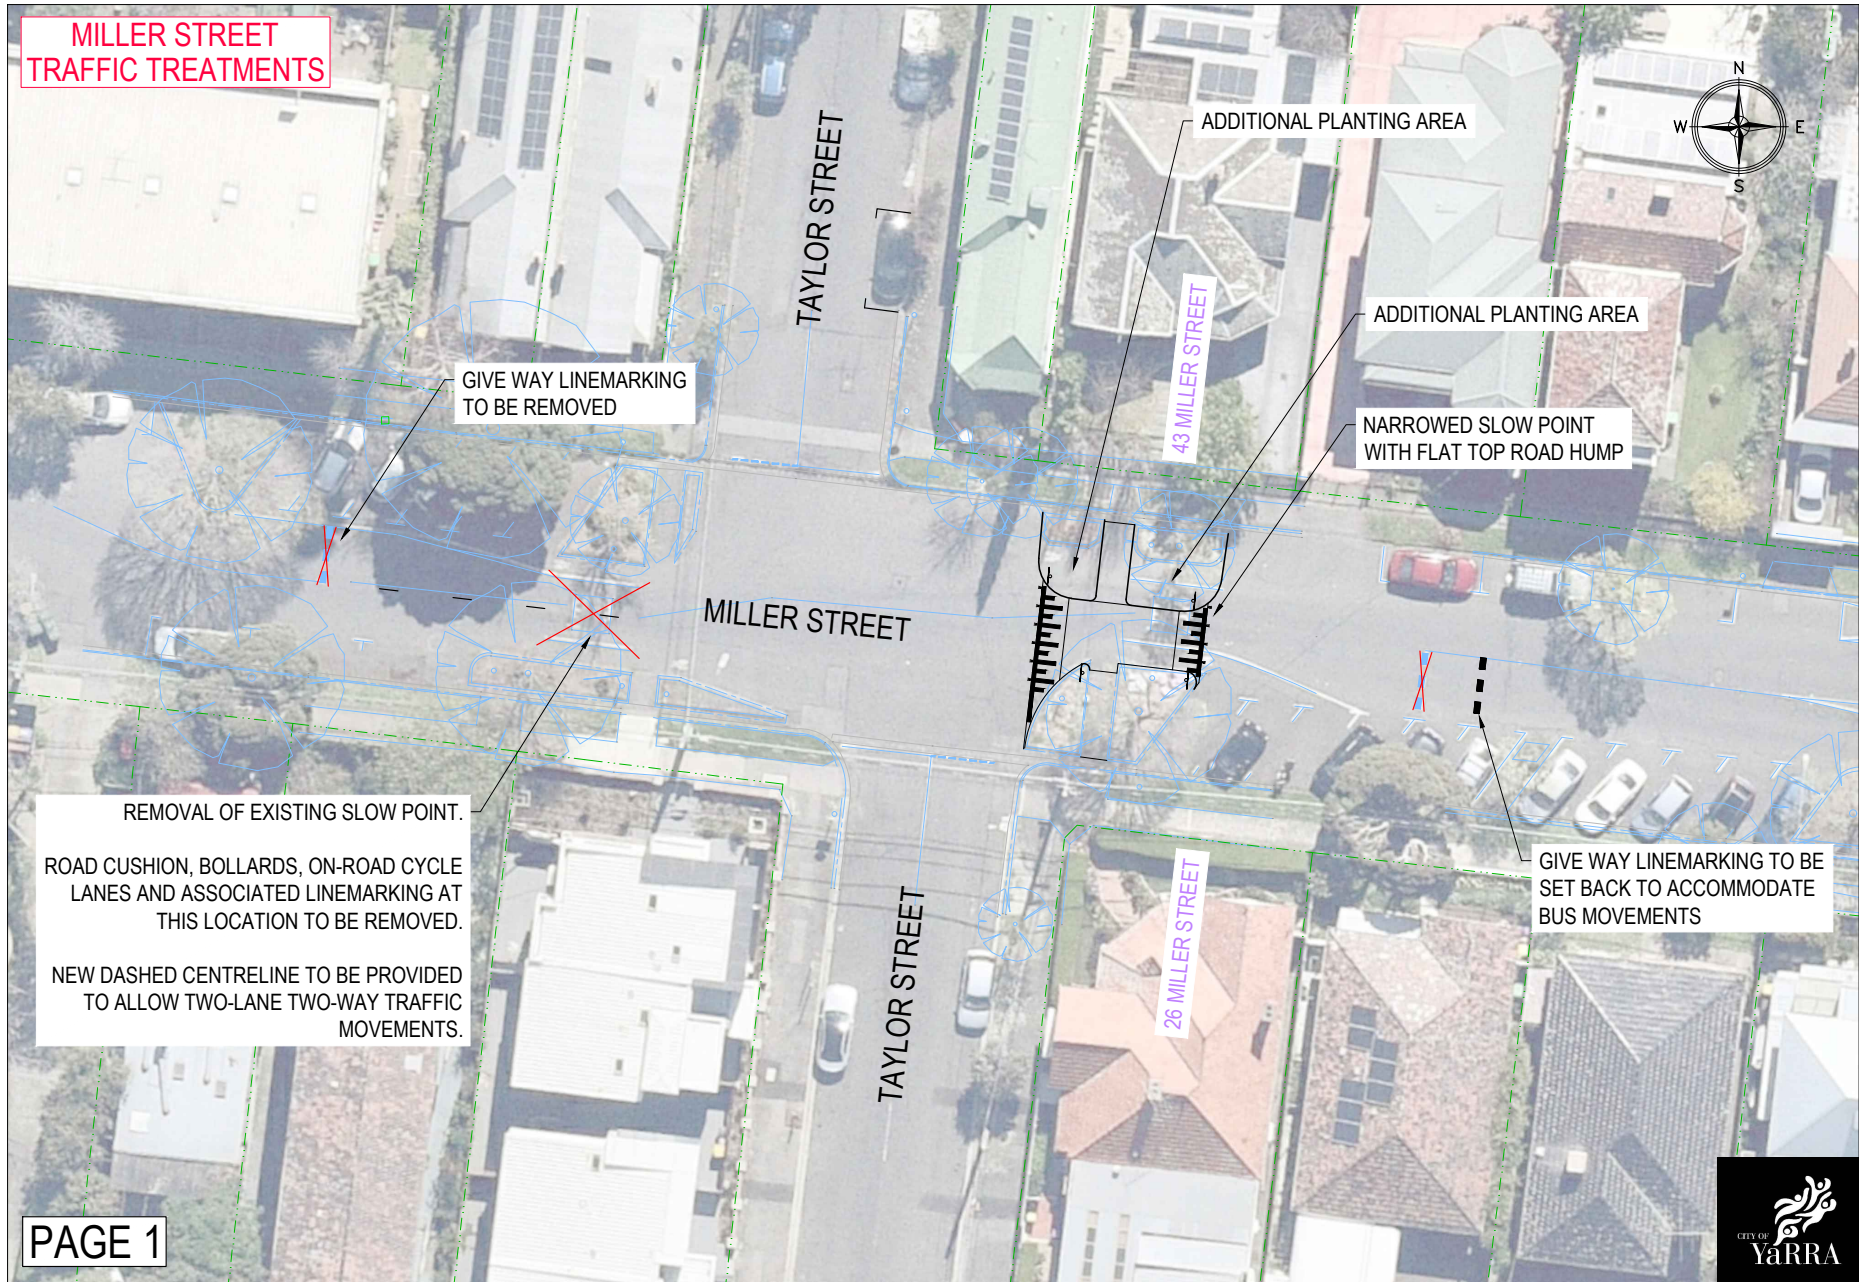 MILLER STREET
TRAFFIC TREATMENTS
N
W
E
S
ADDITIONAL PLANTING AREA
TAYLOR STREET
ADDITIONAL PLANTING AREA
43 MILLER STREET
GIVE WAY LINEMARKING
TO BE REMOVED
NARROWED SLOW POINT
WITH FLAT TOP ROAD HUMP
MILLER STREET
REMOVAL OF EXISTING SLOW POINT.
ROAD CUSHION, BOLLARDS, ON-ROAD CYCLE
LANES AND ASSOCIATED LINEMARKING AT
THIS LOCATION TO BE REMOVED.
NEW DASHED CENTRELINE TO BE PROVIDED
TO ALLOW TWO-LANE TWO-WAY TRAFFIC
MOVEMENTS.
TAYLOR STREET
26 MILLER STREET
GIVE WAY LINEMARKING TO BE
SET BACK TO ACCOMMODATE
BUS MOVEMENTS
PAGE 1
CITY OF
YaRRA